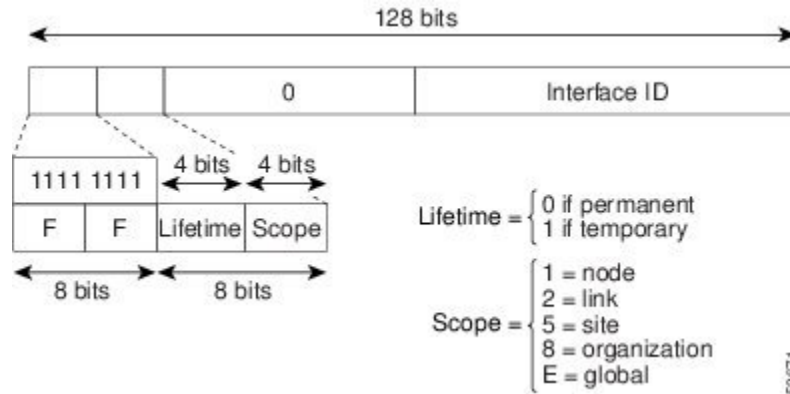 128 bits
0 Interface ID
4 bits 4 bits
1111 1111
F F Lifetime Scope
8 bits 8 bits
Lifetime = 0 if permanent
1 if temporary
Scope = 1 = node
2 = link
5 = site
8 = organization
E = global